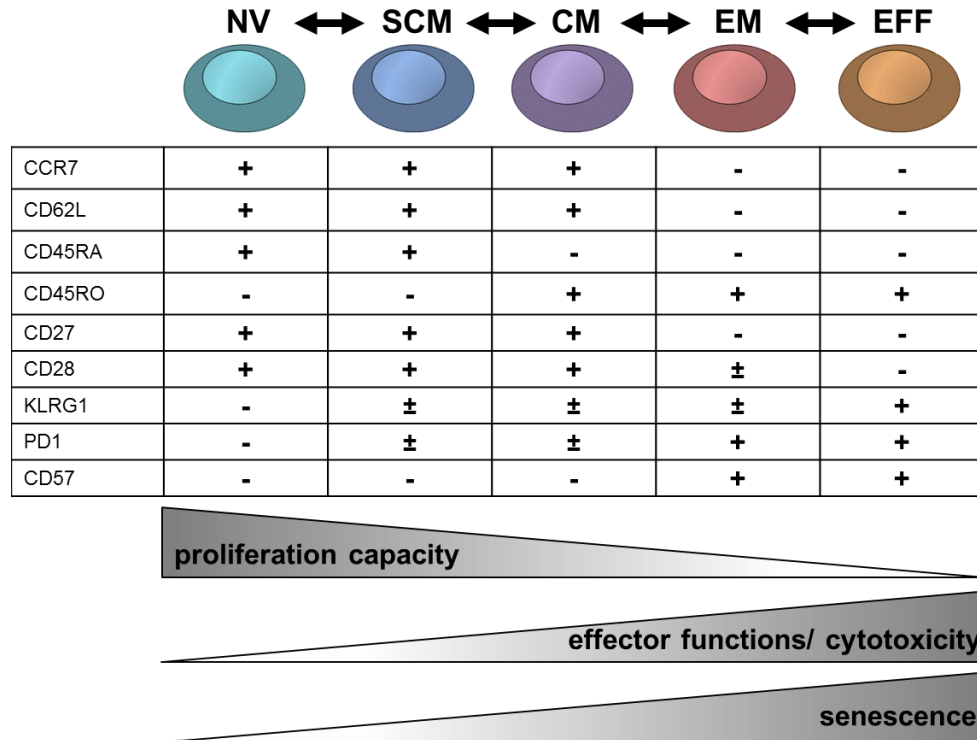 NV SCM CM EM EFF
CCR7 + + + - -
CD62L + + + - -
CD45RA + + - - -
CD45RO - - + + +
CD27 + + + - -
CD28 + + + ± -
KLRG1 - ± ± ± +
PD1 - ± ± + +
CD57 - - - + +
proliferation capacity
effector functions/ cytotoxicity
senescence